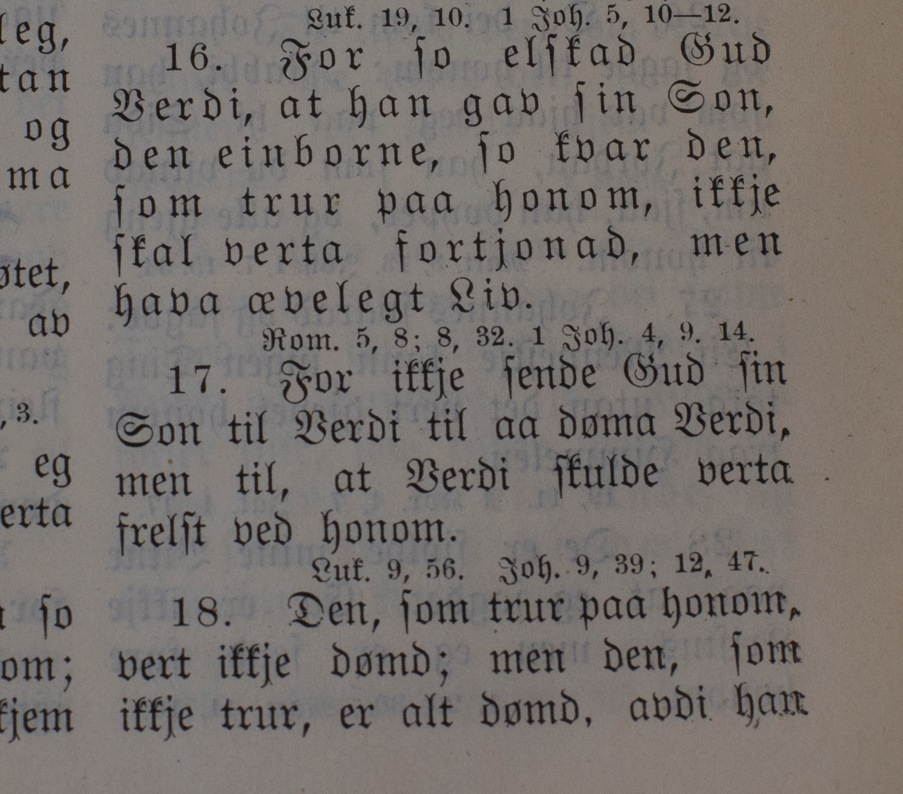 leg,
tan
og
ma
øtet,
av
, 3.
eg
erta
so
om;
kjem
Luk. 19, 10. 1 Joh. 5, 10—12.
16. For so elskad Gud
Verdi, at han gav sin Son,
den einborne, so kvar den,
som trur paa honom, ikkje
skal verta fortjonad, men
hava ævelegt Liv.
Rom. 5, 8; 8, 32. 1 Joh. 4, 9. 14.
17. For ikkje sende Gud sin
Son til Verdi til aa døma Verdi,
men til, at Verdi skulde verta
frelst ved honom.
Luk. 9, 56. Joh. 9, 39; 12, 47.
18. Den, som trur paa honom,
vert ikkje dømd; men den, som
ikkje trur, er alt dømd, avdi han